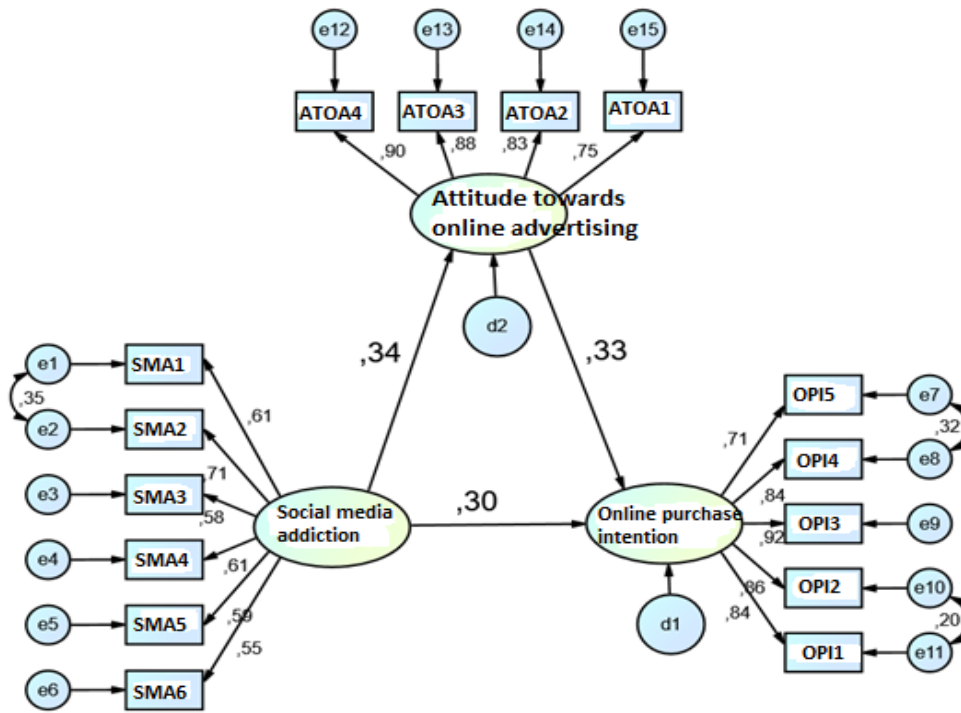 e12 e13 e14 e15
ATOA4 ATOA3 ATOA2 ATOA1
,90 ,88 ,83 ,75
Attitude towards
online advertising
d2
,34 ,33
e1 SMA1
,35
e2 SMA2
e3 SMA3
e4 SMA4
e5 SMA5
e6 SMA6
,61
,71
,58
,61
,59
,55
Social media
addiction
,30
Online purchase
intention
d1
,71
,84
,92
,86
,84
OPI5 e7
,32
OPI4 e8
OPI3 e9
OPI2 e10
,20
OPI1 e11